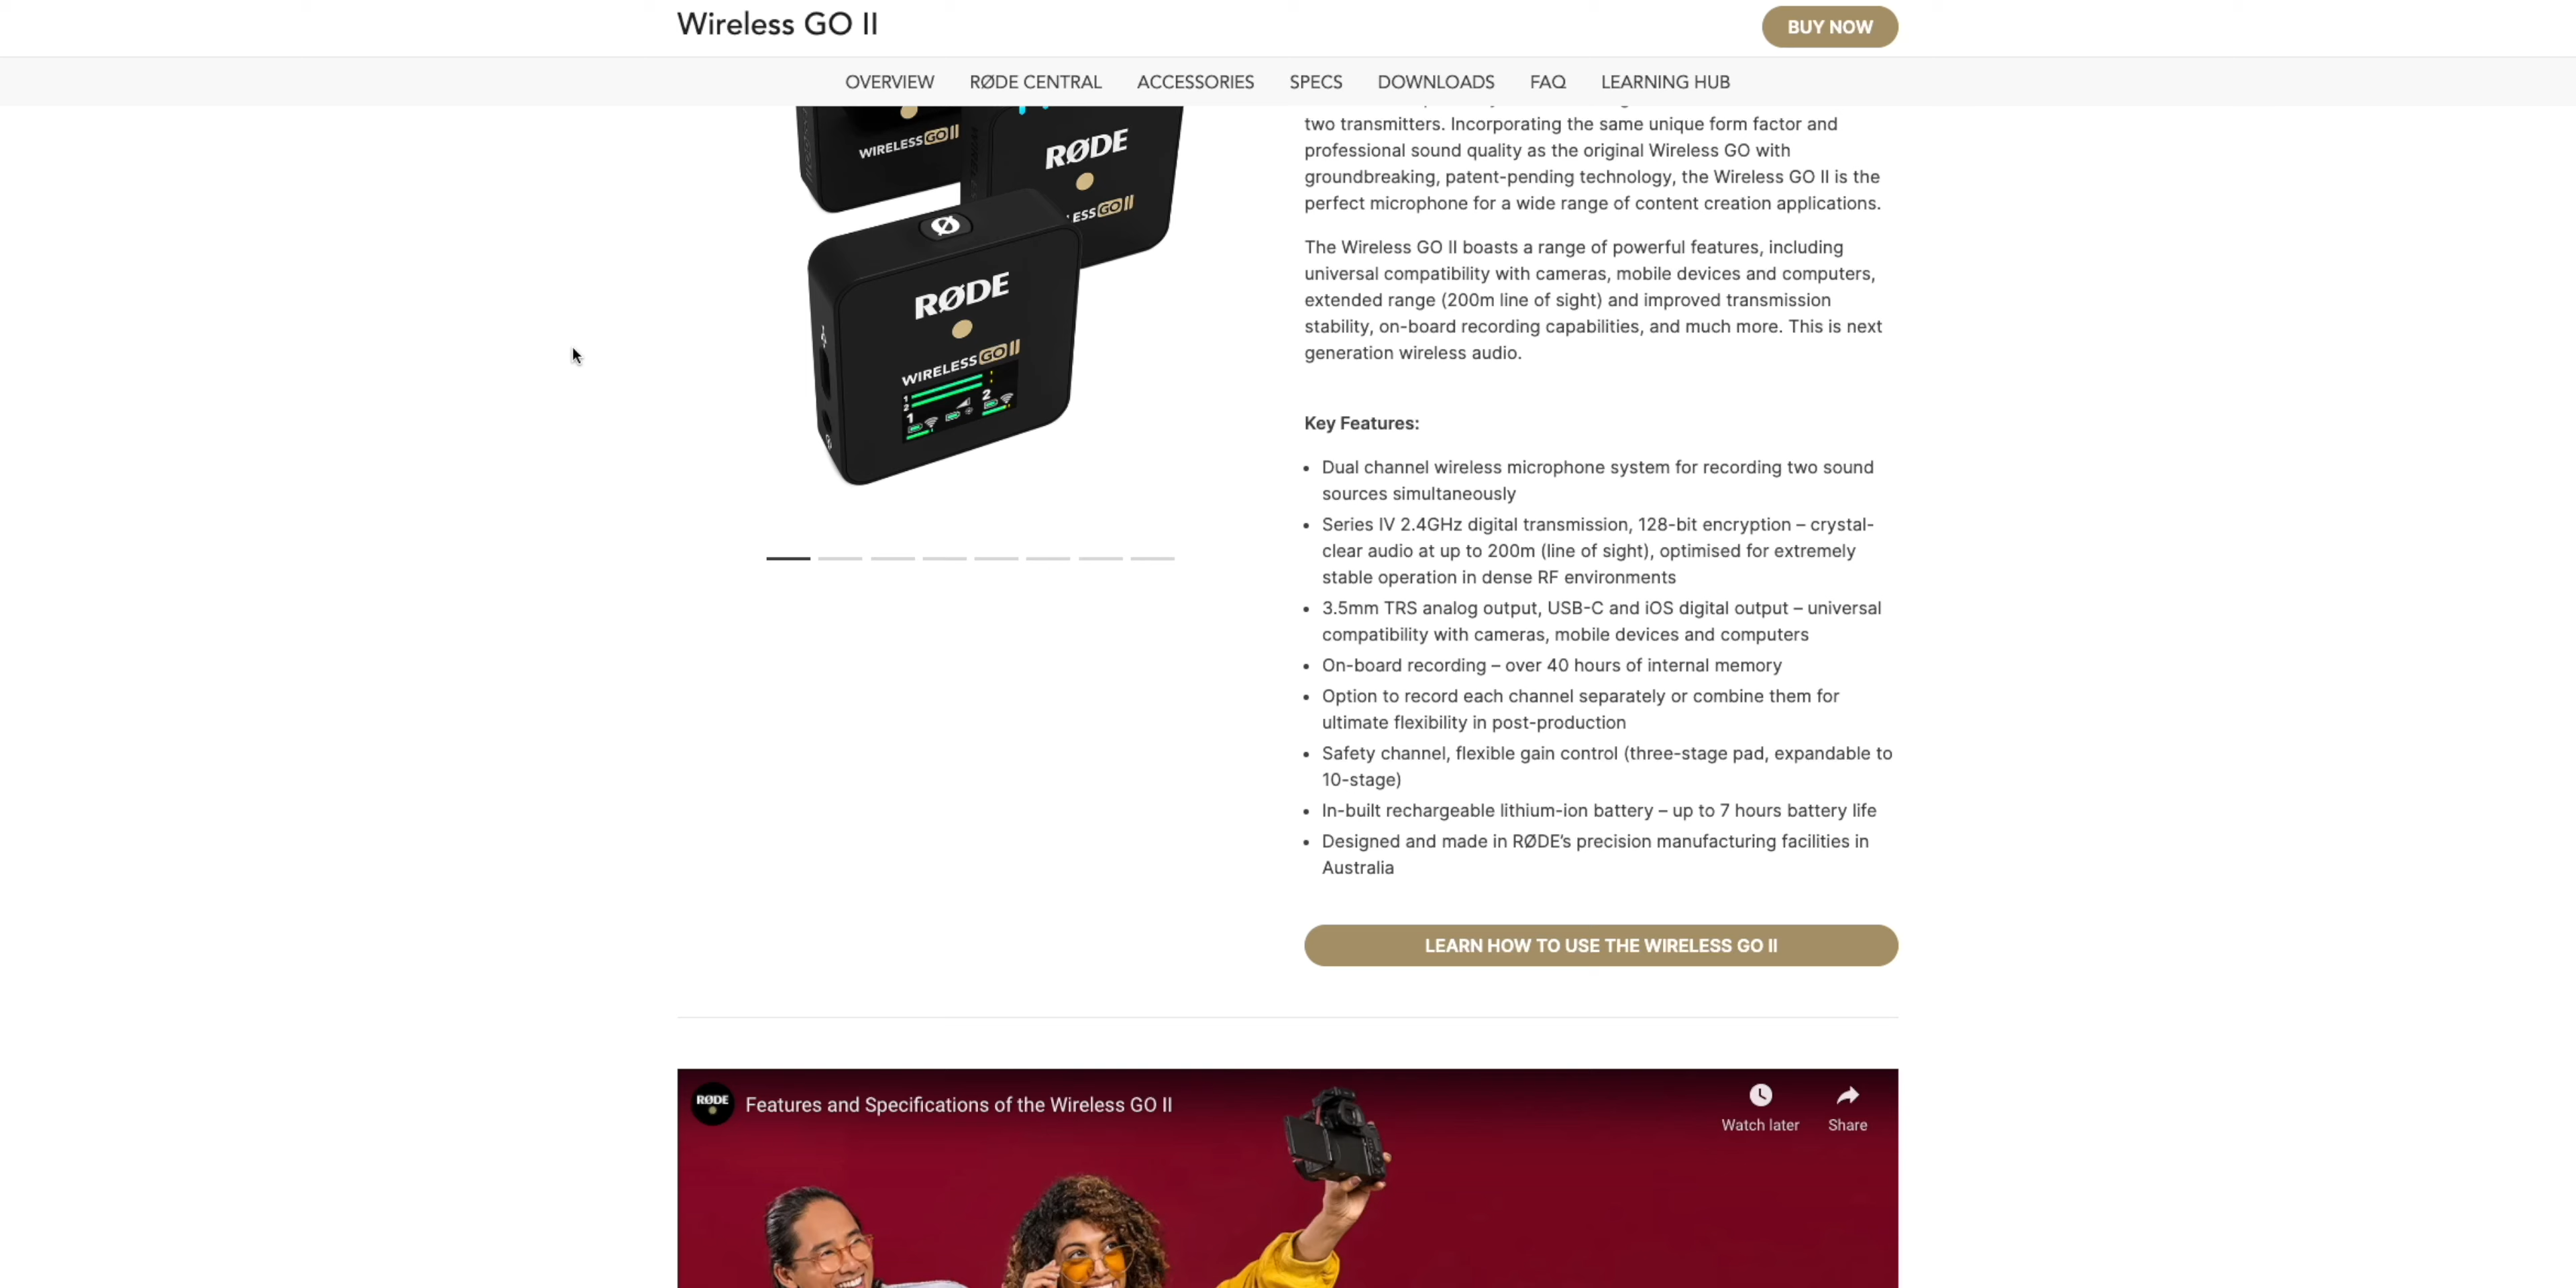 Wireless GO II
BUY NOW
OVERVIEW RØDE CENTRAL ACCESSORIES SPECS DOWNLOADS FAQ LEARNING HUB
WIRELESS GO II
RØDE
ESS GO II
RØDE
WIRELESS GO II
1
2
1 2
two transmitters. Incorporating the same unique form factor and
professional sound quality as the original Wireless GO with
groundbreaking, patent-pending technology, the Wireless GO II is the
perfect microphone for a wide range of content creation applications.
The Wireless GO II boasts a range of powerful features, including
universal compatibility with cameras, mobile devices and computers,
extended range (200m line of sight) and improved transmission
stability, on-board recording capabilities, and much more. This is next
generation wireless audio.
Key Features:
• Dual channel wireless microphone system for recording two sound
sources simultaneously
• Series IV 2.4GHz digital transmission, 128-bit encryption – crystal-
clear audio at up to 200m (line of sight), optimised for extremely
stable operation in dense RF environments
• 3.5mm TRS analog output, USB-C and iOS digital output – universal
compatibility with cameras, mobile devices and computers
• On-board recording – over 40 hours of internal memory
• Option to record each channel separately or combine them for
ultimate flexibility in post-production
• Safety channel, flexible gain control (three-stage pad, expandable to
10-stage)
• In-built rechargeable lithium-ion battery – up to 7 hours battery life
• Designed and made in RØDE’s precision manufacturing facilities in
Australia
LEARN HOW TO USE THE WIRELESS GO II
RØDE
Features and Specifications of the Wireless GO II
Watch later
Share